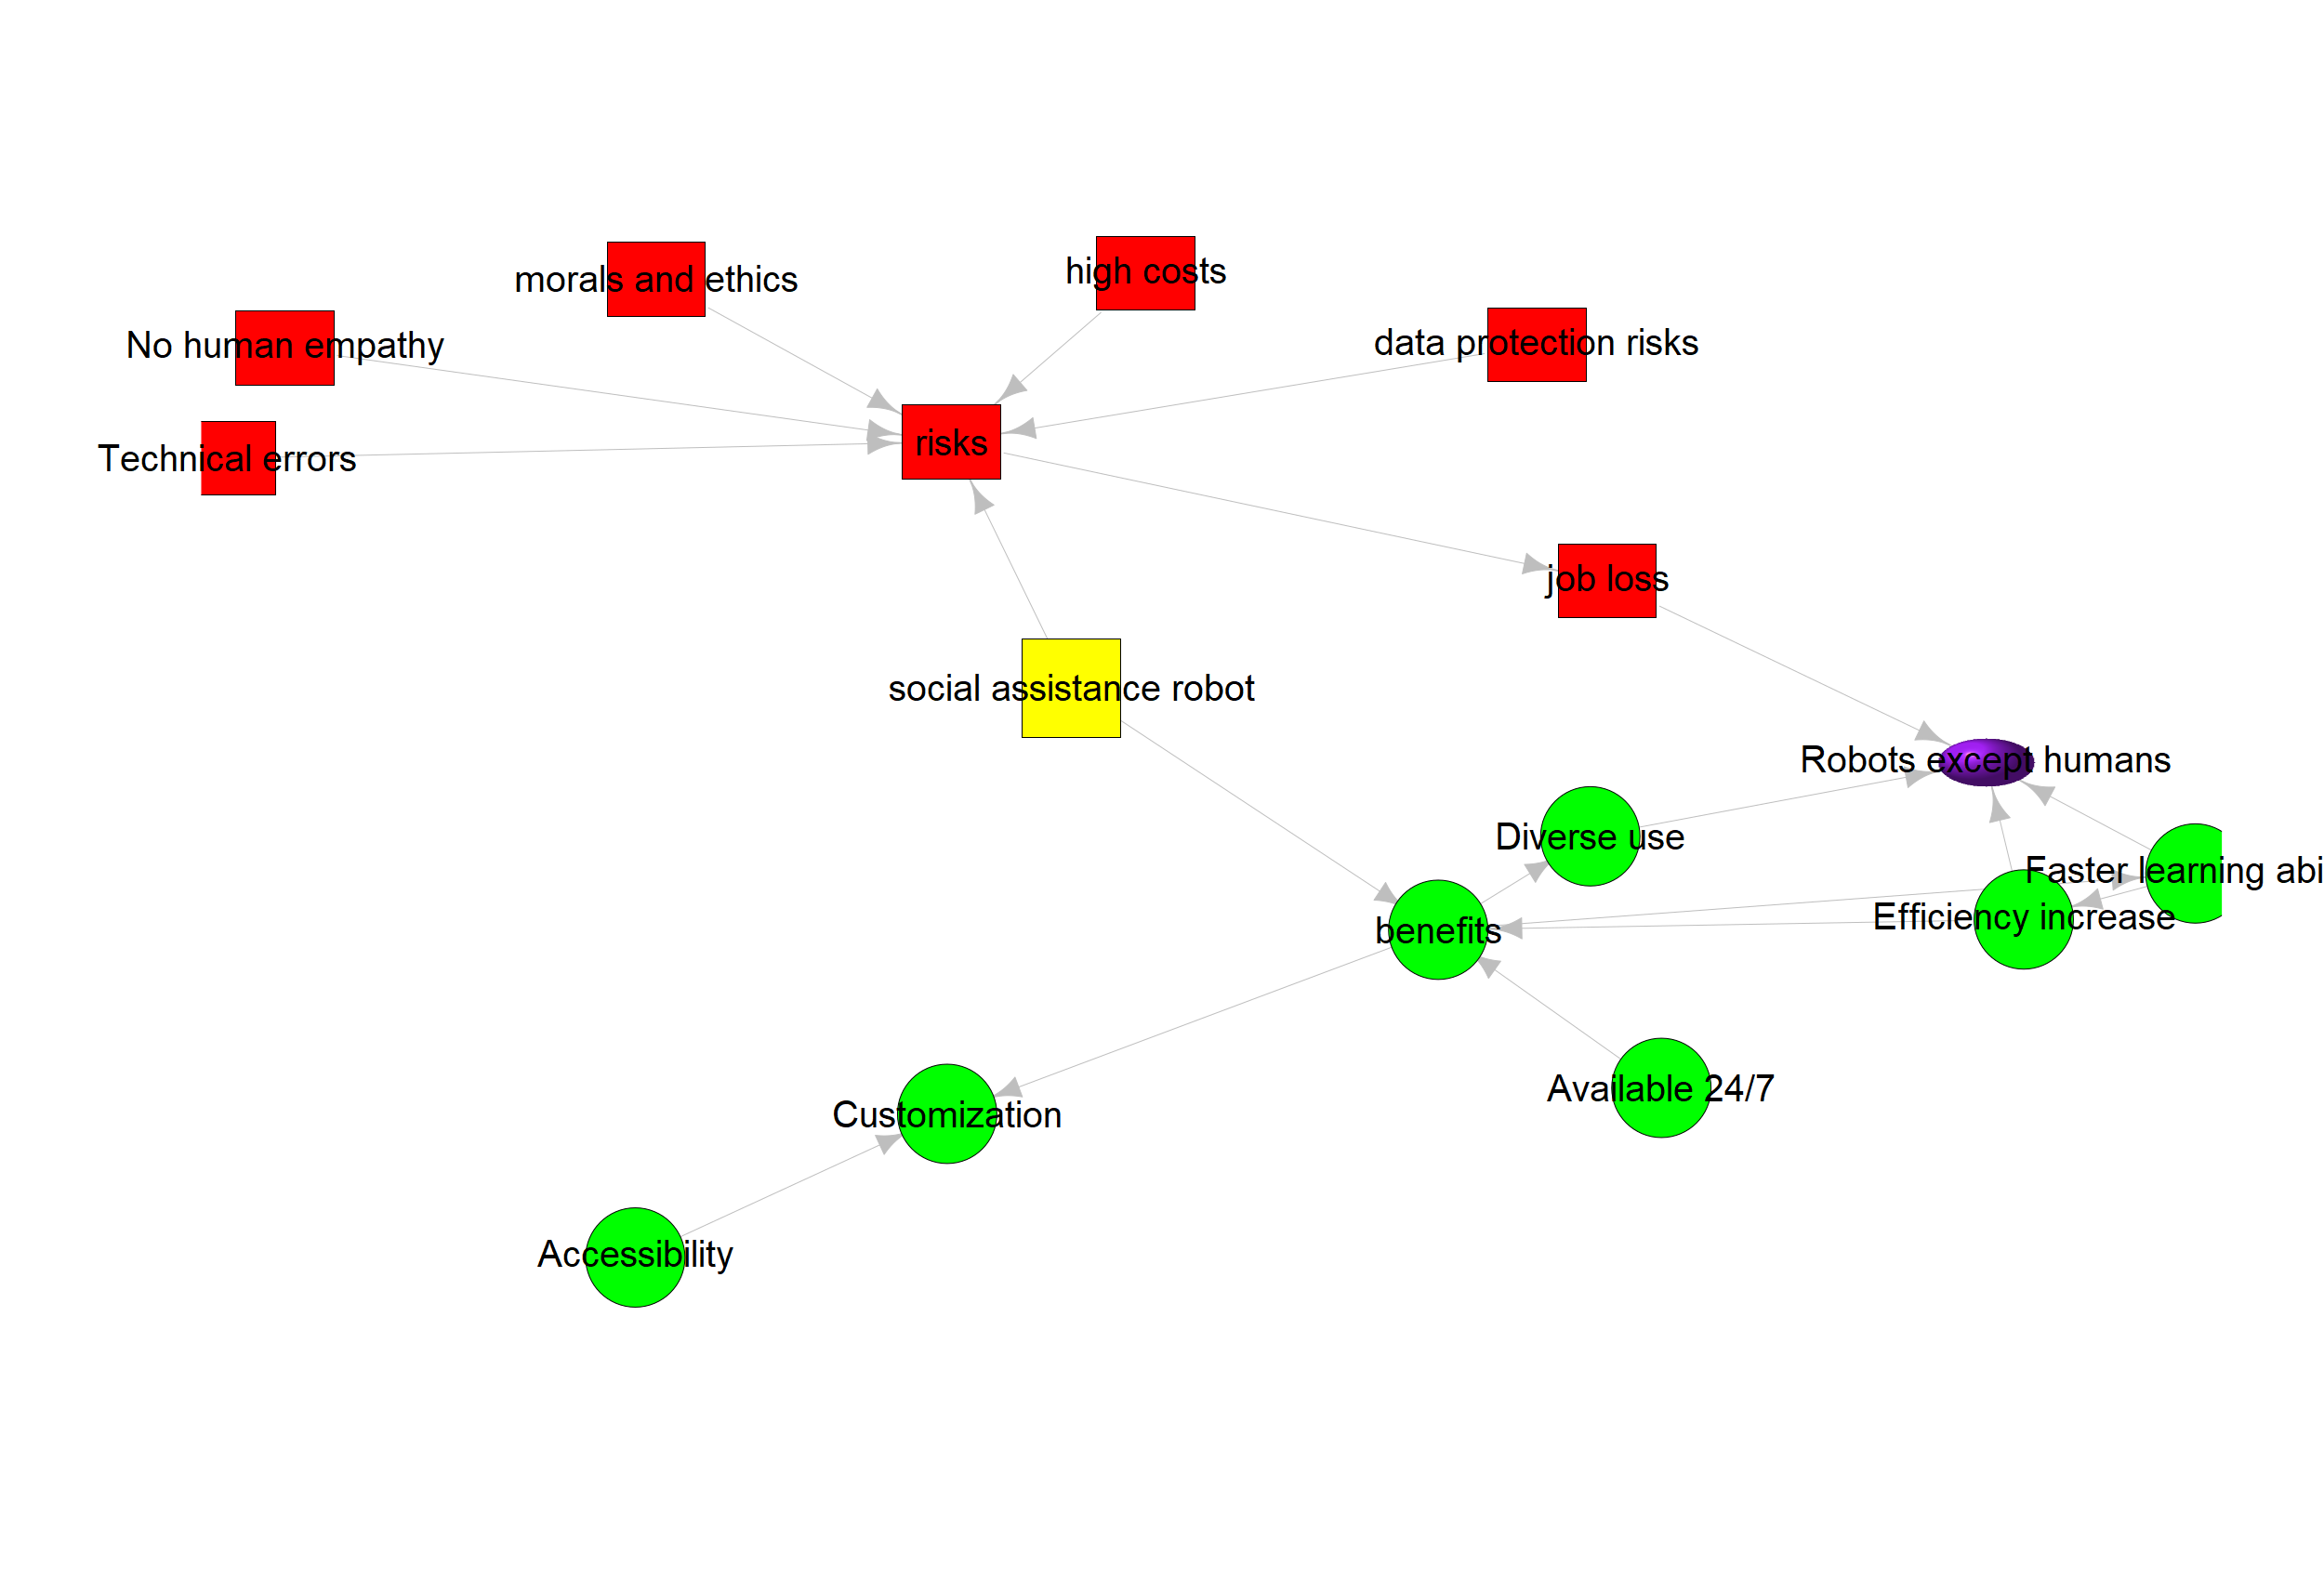 high costs
morals and ethics
data protection risks
No human empathy
risks
Technical errors
job loss
social assistance robot
Robots except humans
Diverse use
Faster learning abi
Efficiency increase
benefits
Available 24/7
Customization
Accessibility